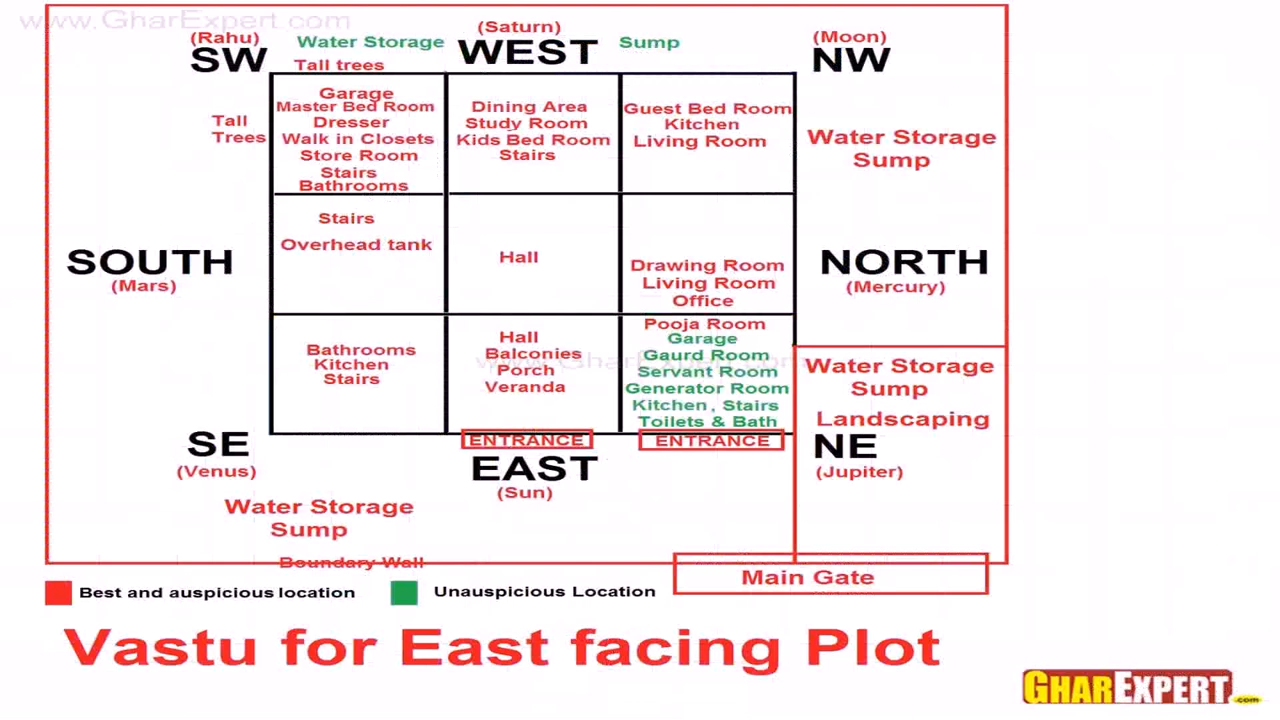 www.GharExpert.com
(Rahu)
SW
Water Storage
(Saturn)
WEST
Sump
(Moon)
NW
Tall trees
Tall
Trees
Garage
Master Bed Room
Dresser
Walk in Closets
Store Room
Stairs
Bathrooms
Dining Area
Study Room
Kids Bed Room
Stairs
Guest Bed Room
Kitchen
Living Room
Water Storage
Sump
SOUTH
(Mars)
Stairs
Overhead tank
Hall
Drawing Room
Living Room
Office
NORTH
(Mercury)
Bathrooms
Kitchen
Stairs
Hall
Balconies
Porch
Veranda
www.GharExpert.com
Pooja Room
Garage
Gaurd Room
Servant Room
Generator Room
Kitchen , Stairs
Toilets & Bath
Water Storage
Sump
Landscaping
SE
(Venus)
ENTRANCE
ENTRANCE
EAST
(Sun)
NE
(Jupiter)
Water Storage
Sump
Boundary Wall
Main Gate
Best and auspicious location
Unauspicious Location
Vastu for East facing Plot
GHAREXPERT.com